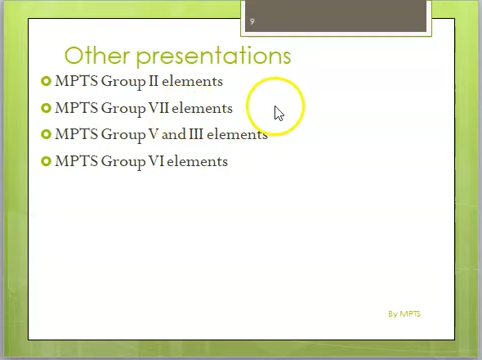 9
Other presentations
MPTS Group II elements
MPTS Group VII elements
MPTS Group V and III elements
MPTS Group VI elements
By MPTS